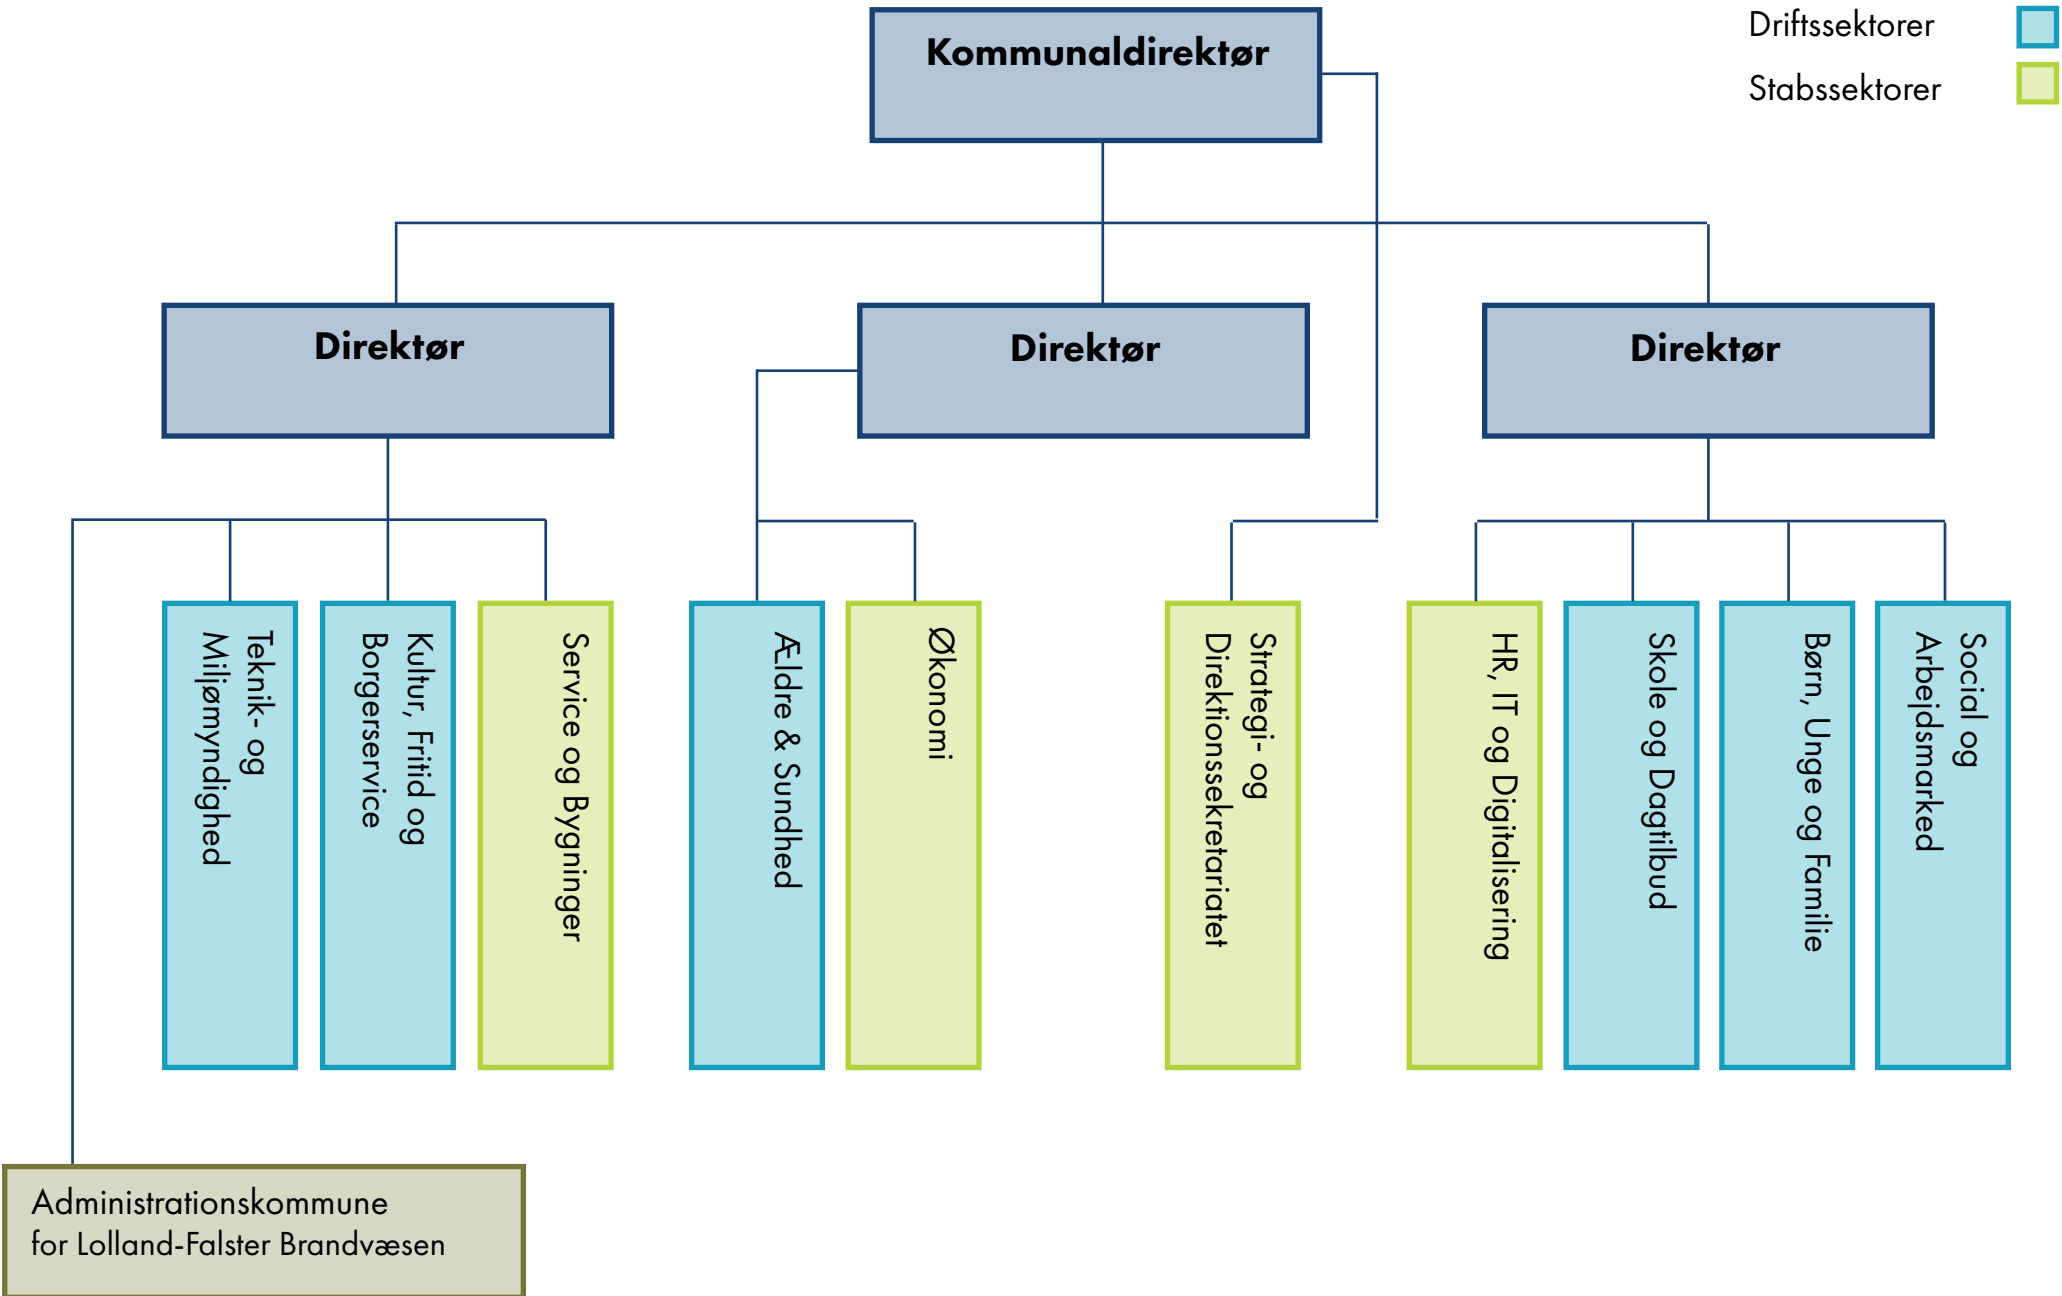 Kommunaldirektør
Driftssektorer
Stabssektorer
Direktør
Direktør
Direktør
Teknik- og
Miljømyndighed
Kultur, Fritid og
Borgerservice
Service og Bygninger
Ældre & Sundhed
Økonomi
Strategi- og
Direktionssekretariatet
HR, IT og Digitalisering
Skole og Dagtilbud
Børn, Unge og Familie
Social og
Arbejdsmarked
Administrationskommune
for Lolland-Falster Brandvæsen